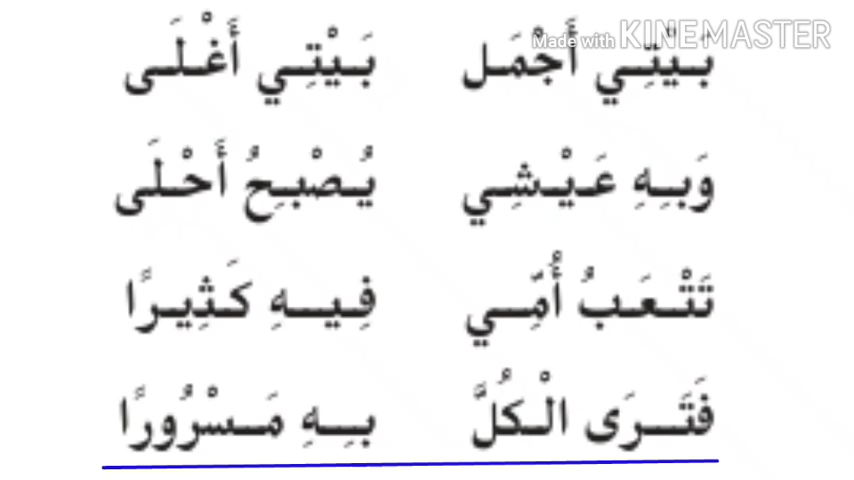 Made with KINEMASTER
بَيْتِي أَجْمَل بَيْتِي أَغْلَى
وَبِهِ عَيْشِي يُصْبِحُ أَحْلَى
تَتْعَبُ أُمِّي فِيهِ كَثِيرًا
فَتَرَى الْكُلَّ بِهِ مَسْرُورًا